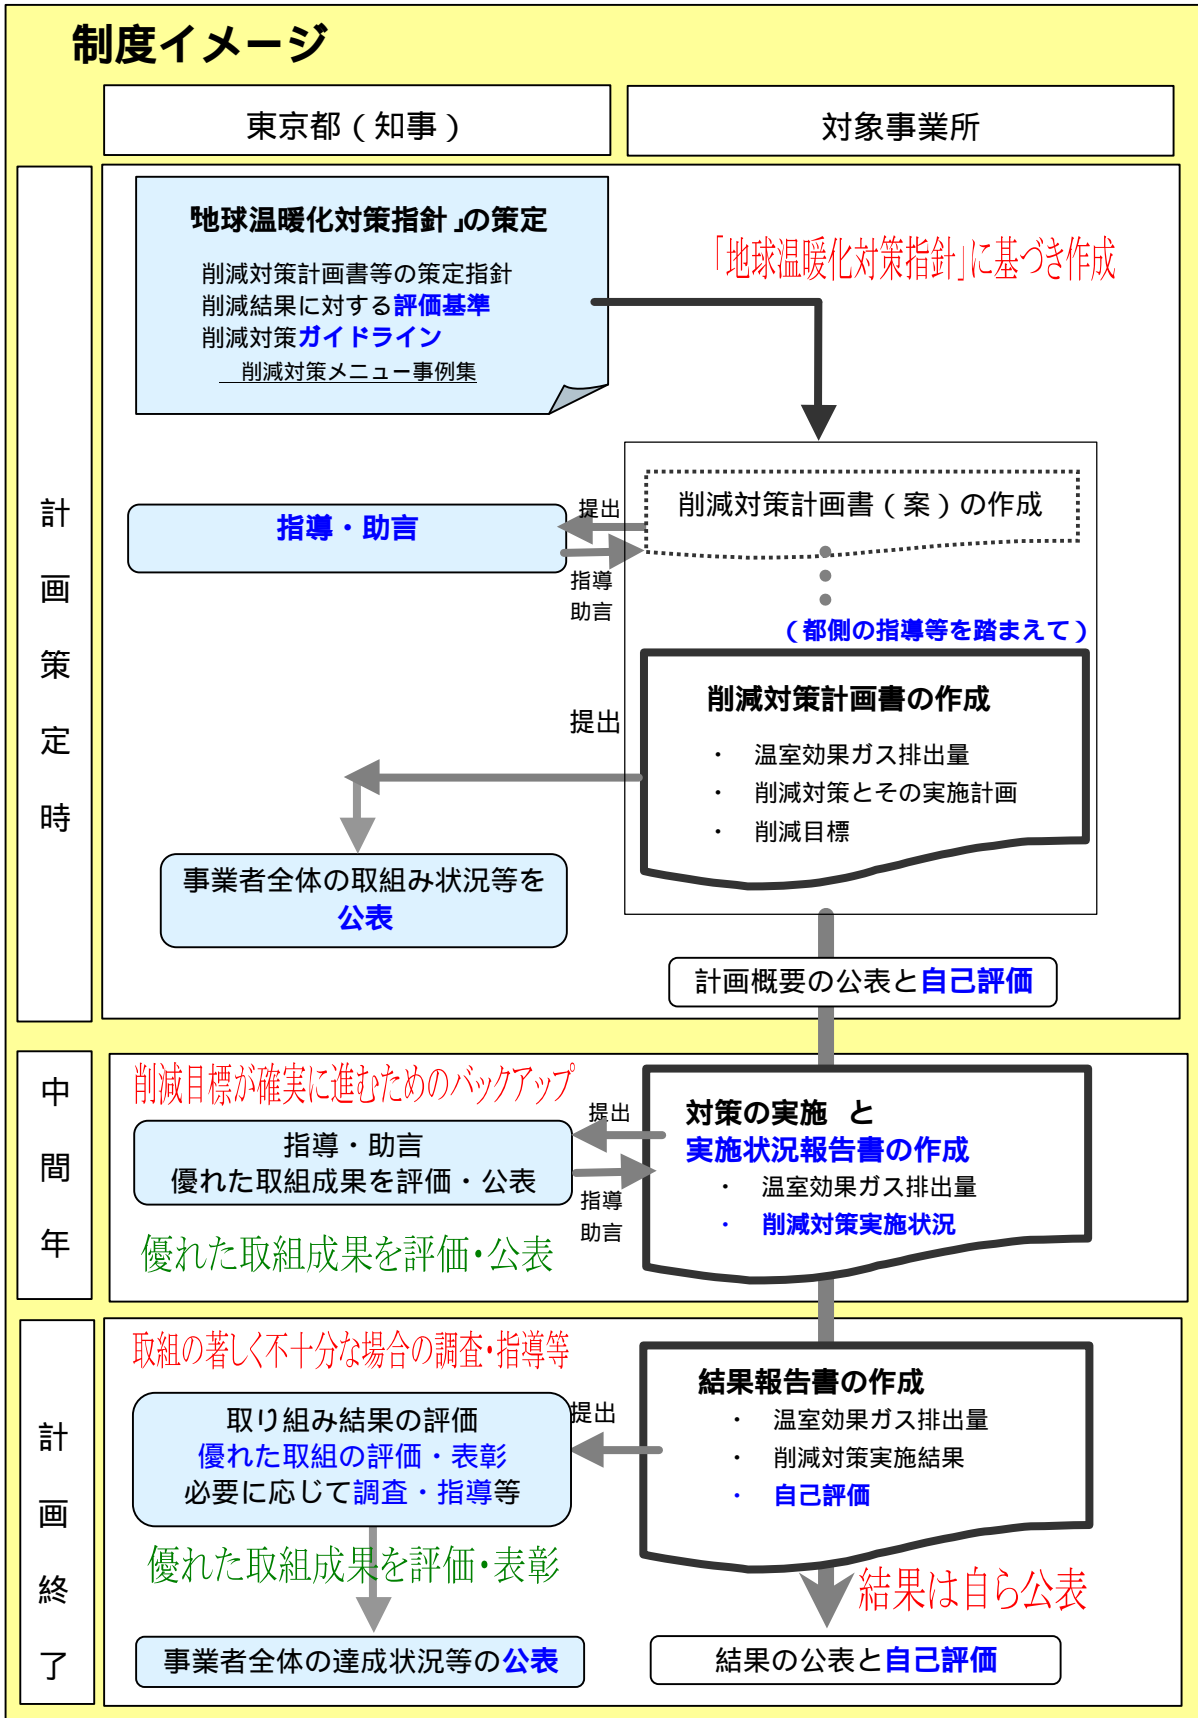 制度イメージ
東京都（知事）
対象事業所
計画策定時
「地球温暖化対策指針」の策定
削減対策計画書等の策定指針
削減結果に対する評価基準
削減対策ガイドライン
削減対策メニュー事例集
「地球温暖化対策指針」に基づき作成
削減対策計画書（案）の作成
提出
指導・助言
指導
助言
（都側の指導等を踏まえて）
削減対策計画書の作成
・　温室効果ガス排出量
・　削減対策とその実施計画
・　削減目標
提出
事業者全体の取組み状況等を
公表
計画概要の公表と自己評価
中間年
削減目標が確実に進むためのバックアップ
提出
指導・助言
優れた取組成果を評価・公表
指導
助言
優れた取組成果を評価・公表
対策の実施　と
実施状況報告書の作成
・　温室効果ガス排出量
・　削減対策実施状況
計画終了
取組の著しく不十分な場合の調査・指導等
取り組み結果の評価
優れた取組の評価・表彰
必要に応じて調査・指導等
提出
結果報告書の作成
・　温室効果ガス排出量
・　削減対策実施結果
・　自己評価
優れた取組成果を評価・表彰
結果は自ら公表
事業者全体の達成状況等の公表
結果の公表と自己評価